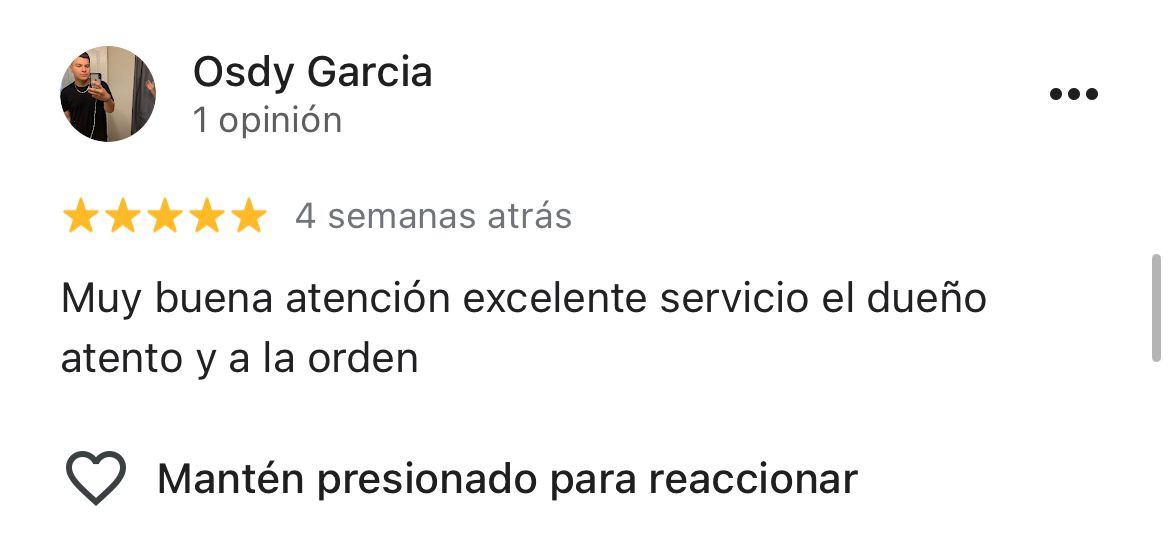 Osdy Garcia
1 opinión
4 semanas atrás
Muy buena atención excelente servicio el dueño
atento y a la orden
Mantén presionado para reaccionar